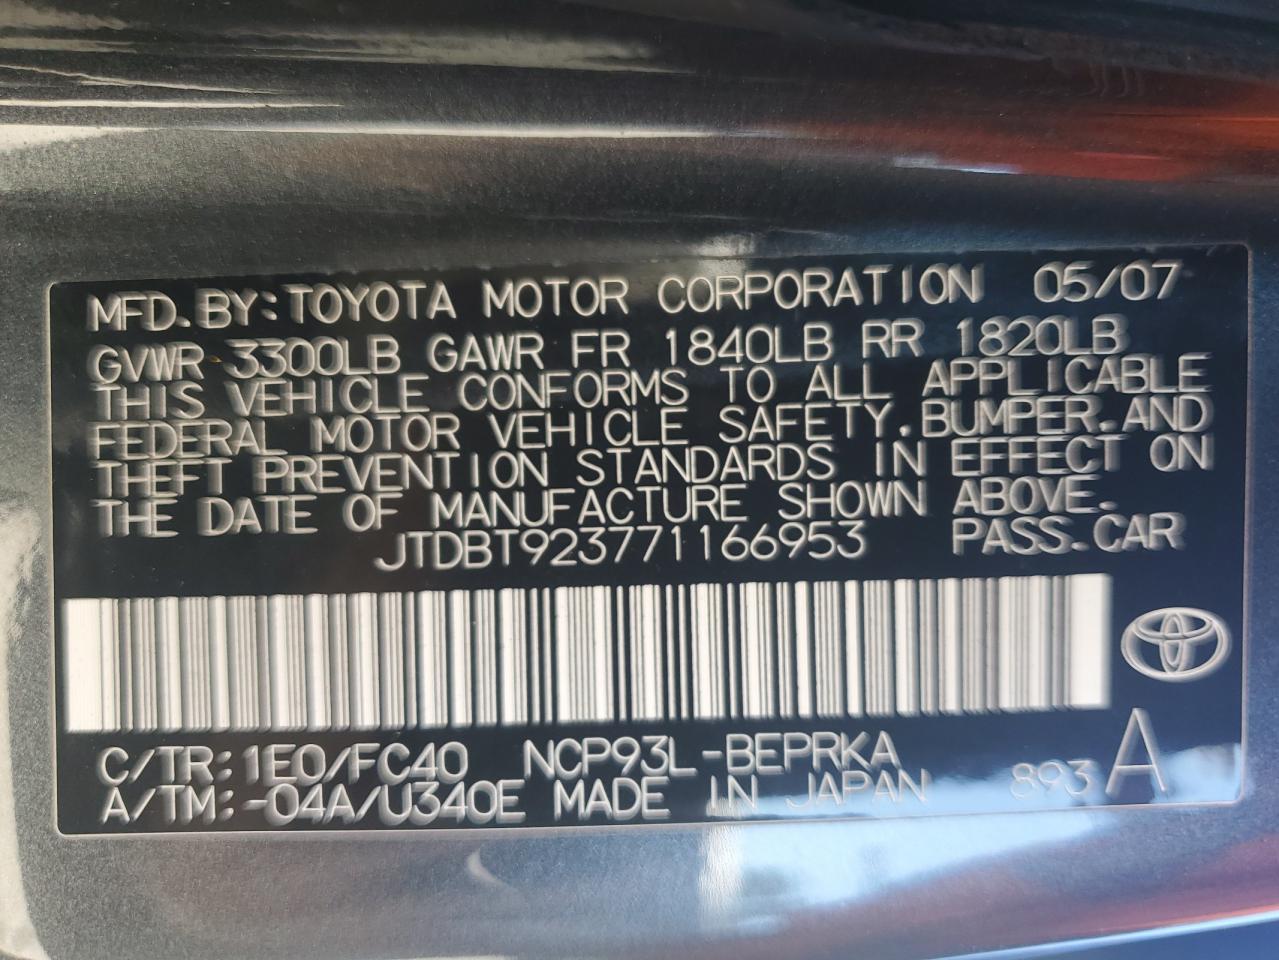 MFD. BY: TOYOTA MOTOR CORPORATION 05/07
GVWR 3300LB GAWR FR 1840LB RR 1820LB
THIS VEHICLE CONFORMS TO ALL APPLICABLE
FEDERAL MOTOR VEHICLE SAFETY, BUMPER, AND
THEFT PREVENTION STANDARDS IN EFFECT ON
THE DATE OF MANUFACTURE SHOWN ABOVE.
JTDBT923771166953 PASS. CAR
C/TR: 1E0/FC40 NCP93L-BEPRKA
A/TM: -04A/U340E MADE IN JAPAN 893 A